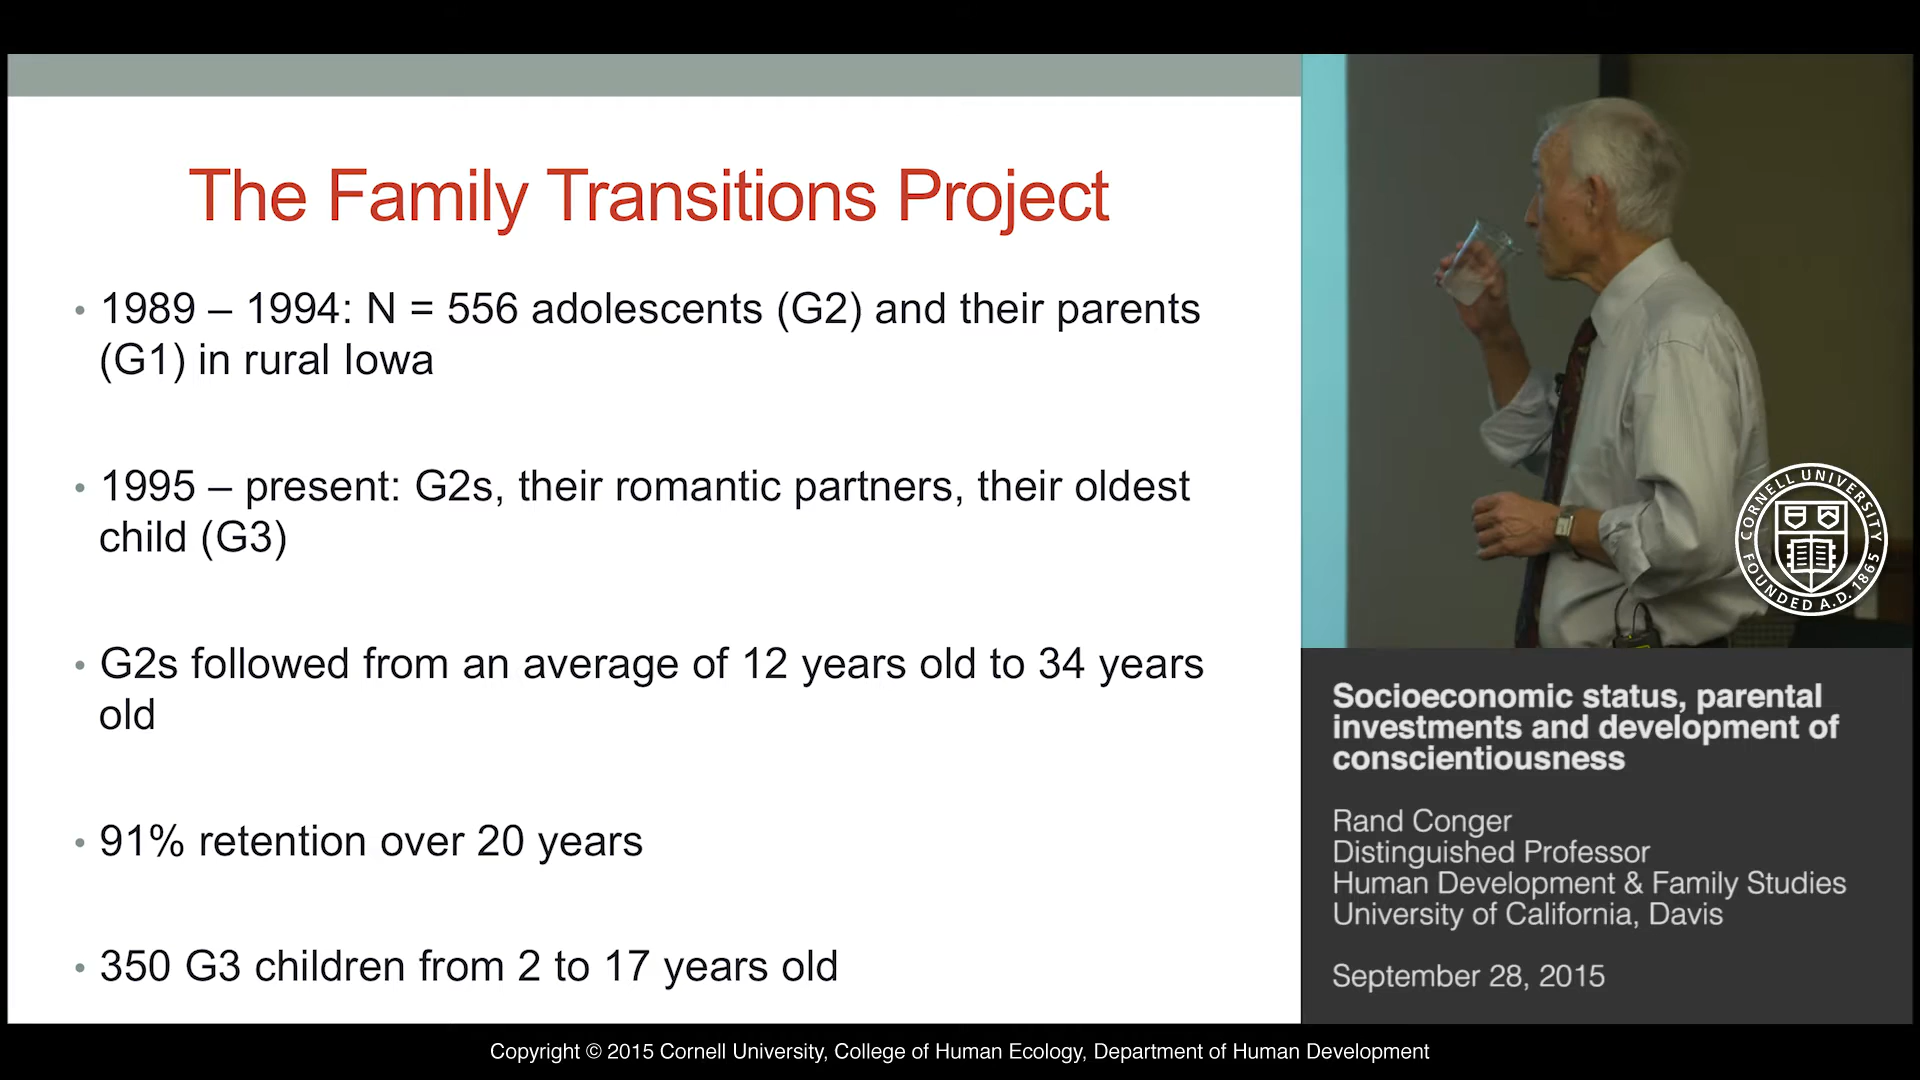 The Family Transitions Project
• 1989 – 1994: N = 556 adolescents (G2) and their parents
(G1) in rural Iowa
• 1995 – present: G2s, their romantic partners, their oldest
child (G3)
• G2s followed from an average of 12 years old to 34 years
old
• 91% retention over 20 years
• 350 G3 children from 2 to 17 years old
CORNELL UNIVERSITY
FOUNDED A.D. 1865
Socioeconomic status, parental
investments and development of
conscientiousness
Rand Conger
Distinguished Professor
Human Development & Family Studies
University of California, Davis
September 28, 2015
Copyright © 2015 Cornell University, College of Human Ecology, Department of Human Development